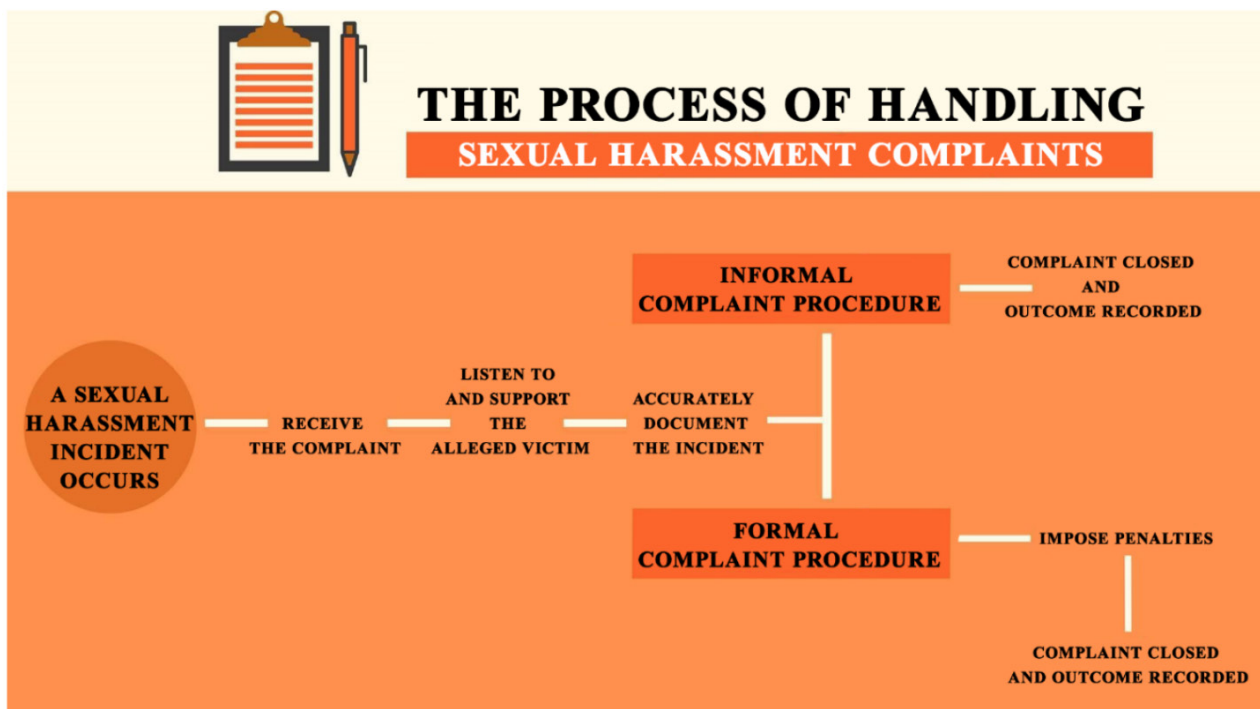 THE PROCESS OF HANDLING
SEXUAL HARASSMENT COMPLAINTS
A SEXUAL
HARASSMENT
INCIDENT
OCCURS
RECEIVE
THE COMPLAINT
LISTEN TO
AND SUPPORT
THE
ALLEGED VICTIM
ACCURATELY
DOCUMENT
THE INCIDENT
INFORMAL
COMPLAINT PROCEDURE
COMPLAINT CLOSED
AND
OUTCOME RECORDED
FORMAL
COMPLAINT PROCEDURE
IMPOSE PENALTIES
COMPLAINT CLOSED
AND OUTCOME RECORDED